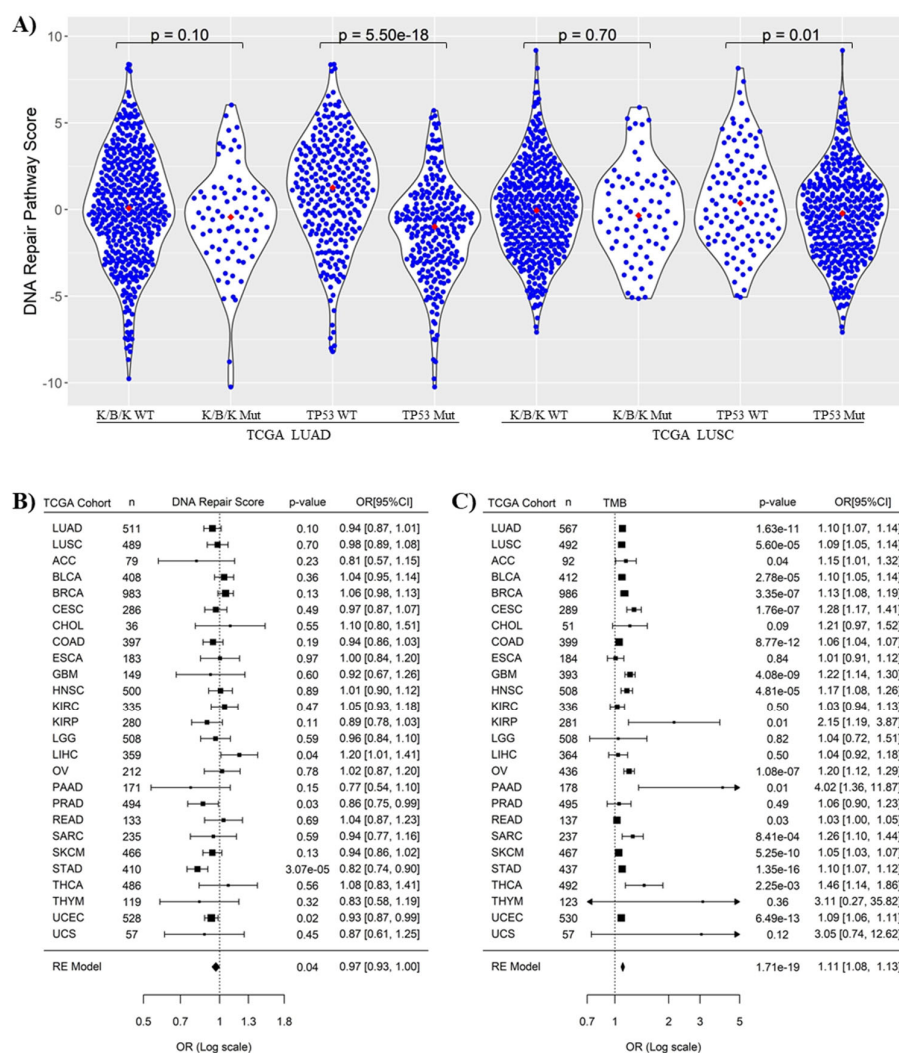 A)
p = 0.10 p = 5.50e-18 p = 0.70 p = 0.01
DNA Repair Pathway Score
10
5
0
-5
-10
K/B/K WT K/B/K Mut TP53 WT TP53 Mut K/B/K WT K/B/K Mut TP53 WT TP53 Mut
TCGA LUAD TCGA LUSC
B) TCGA Cohort n DNA Repair Score p-value OR[95%CI]
LUAD 511 0.10 0.94 [0.87, 1.01]
LUSC 489 0.70 0.98 [0.89, 1.08]
ACC 79 0.23 0.81 [0.57, 1.15]
BLCA 408 0.36 1.04 [0.95, 1.14]
BRCA 983 0.13 1.06 [0.98, 1.13]
CESC 286 0.49 0.97 [0.87, 1.07]
CHOL 36 0.55 1.10 [0.80, 1.51]
COAD 397 0.19 0.94 [0.86, 1.03]
ESCA 183 0.97 1.00 [0.84, 1.20]
GBM 149 0.60 0.92 [0.67, 1.26]
HNSC 500 0.89 1.01 [0.90, 1.12]
KIRC 335 0.47 1.05 [0.93, 1.18]
KIRP 280 0.11 0.89 [0.78, 1.03]
LGG 508 0.59 0.96 [0.84, 1.10]
LIHC 359 0.04 1.20 [1.01, 1.41]
OV 212 0.78 1.02 [0.87, 1.20]
PAAD 171 0.15 0.77 [0.54, 1.10]
PRAD 494 0.03 0.86 [0.75, 0.99]
READ 133 0.69 1.04 [0.87, 1.23]
SARC 235 0.59 0.94 [0.77, 1.16]
SKCM 466 0.13 0.94 [0.86, 1.02]
STAD 410 3.07e-05 0.82 [0.74, 0.90]
THCA 486 0.56 1.08 [0.83, 1.41]
THYM 119 0.32 0.83 [0.58, 1.19]
UCEC 528 0.02 0.93 [0.87, 0.99]
UCS 57 0.45 0.87 [0.61, 1.25]
RE Model 0.04 0.97 [0.93, 1.00]
0.5 0.7 1 1.3 1.8
OR (Log scale)
C) TCGA Cohort n TMB p-value OR[95%CI]
LUAD 567 1.63e-11 1.10 [1.07, 1.14]
LUSC 492 5.60e-05 1.09 [1.05, 1.14]
ACC 92 0.04 1.15 [1.01, 1.32]
BLCA 412 2.78e-05 1.10 [1.05, 1.14]
BRCA 986 3.35e-07 1.13 [1.08, 1.19]
CESC 289 1.76e-07 1.28 [1.17, 1.41]
CHOL 51 0.09 1.21 [0.97, 1.52]
COAD 399 8.77e-12 1.06 [1.04, 1.07]
ESCA 184 0.84 1.01 [0.91, 1.12]
GBM 393 4.08e-09 1.22 [1.14, 1.30]
HNSC 508 4.81e-05 1.17 [1.08, 1.26]
KIRC 336 0.50 1.03 [0.94, 1.13]
KIRP 281 0.01 2.15 [1.19, 3.87]
LGG 508 0.82 1.04 [0.72, 1.51]
LIHC 364 0.50 1.04 [0.92, 1.18]
OV 436 1.08e-07 1.20 [1.12, 1.29]
PAAD 178 0.01 4.02 [1.36, 11.87]
PRAD 495 0.49 1.06 [0.90, 1.23]
READ 137 0.03 1.03 [1.00, 1.05]
SARC 237 8.41e-04 1.26 [1.10, 1.44]
SKCM 467 5.25e-10 1.05 [1.03, 1.07]
STAD 437 1.35e-16 1.10 [1.07, 1.12]
THCA 492 2.25e-03 1.46 [1.14, 1.86]
THYM 123 0.36 3.11 [0.27, 35.82]
UCEC 530 6.49e-13 1.09 [1.06, 1.11]
UCS 57 0.12 3.05 [0.74, 12.62]
RE Model 1.71e-19 1.11 [1.08, 1.13]
0.7 1 2 3 5
OR (Log scale)